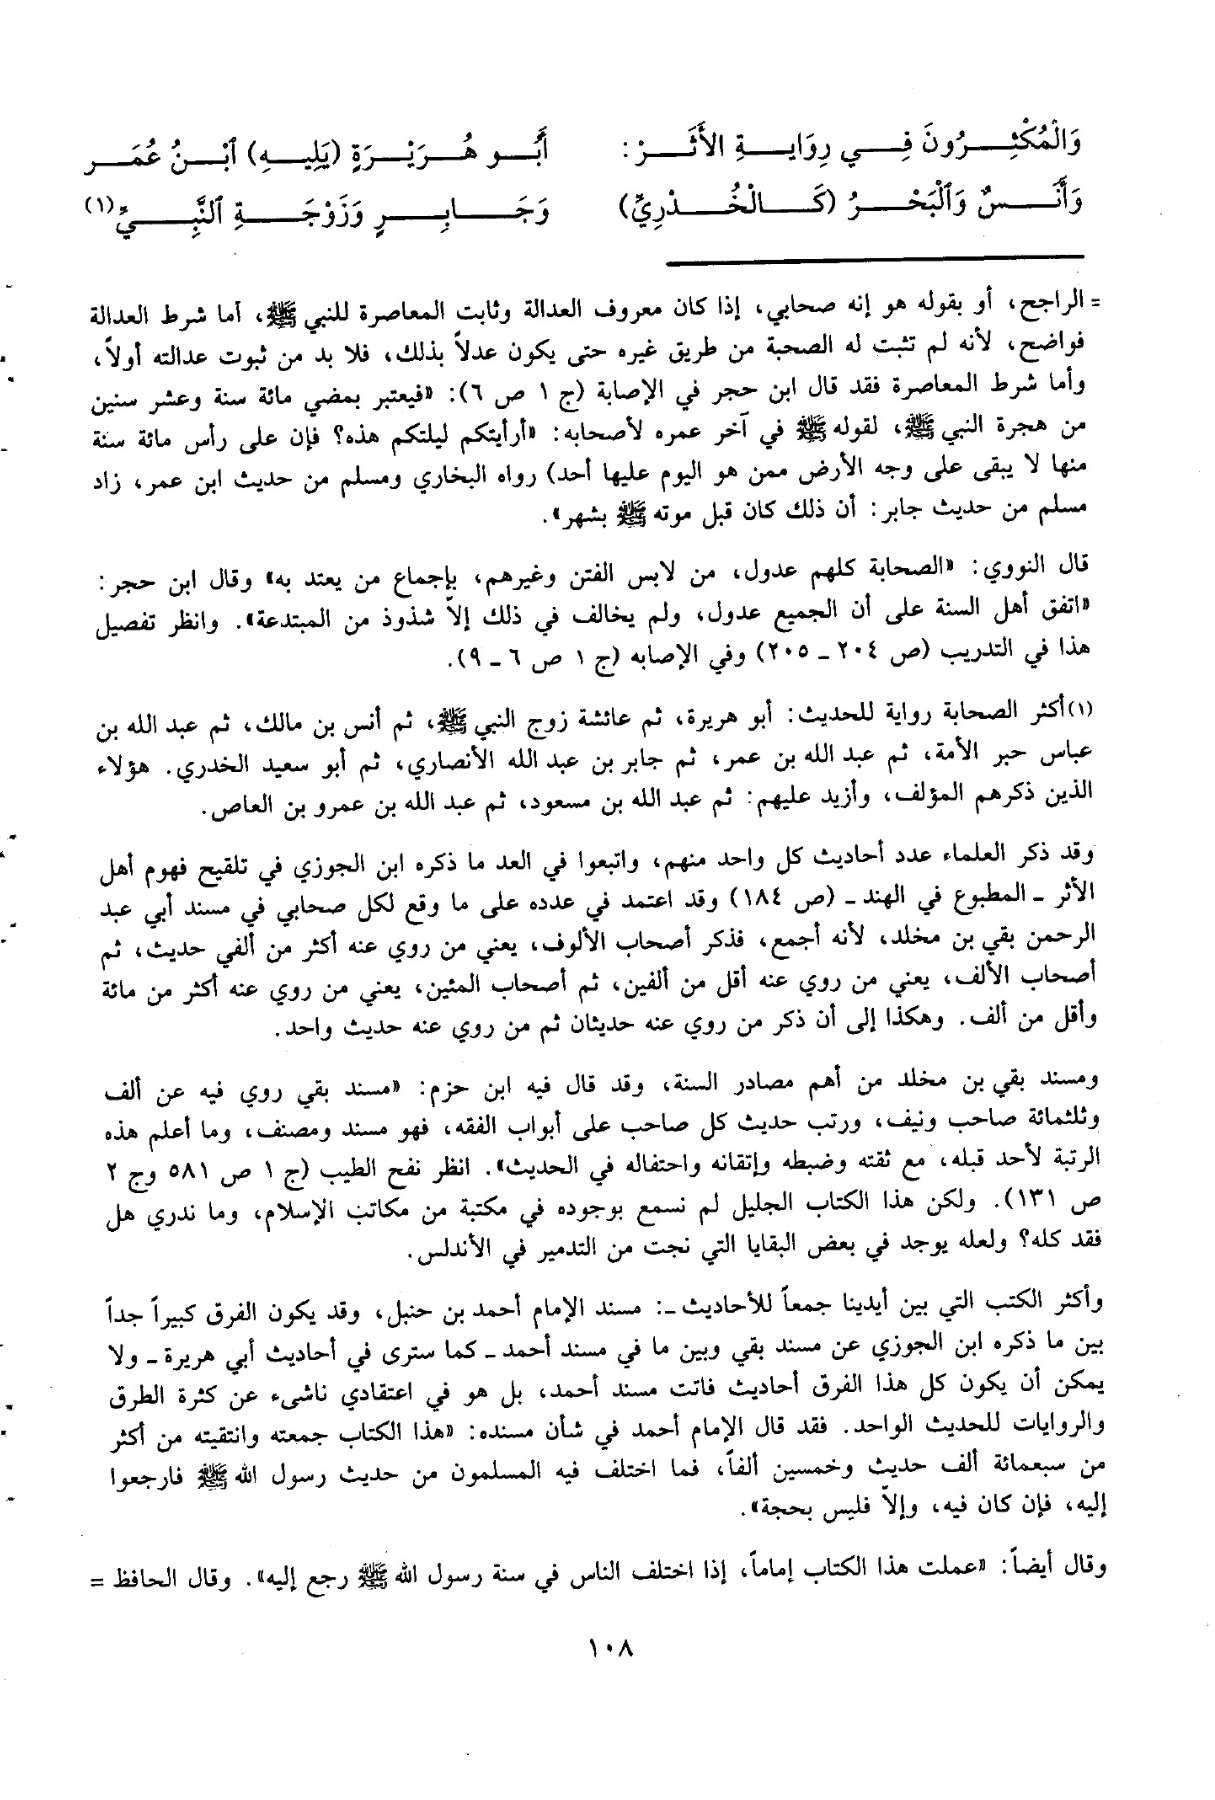 وَالْمُكْثِرُونَ فِي رِوَايَةِ الأَثَرْ: أَبُو هُرَيْرَةٍ (يَلِيهِ) ٱبْنُ عُمَر
وَأَنَسٌ وَٱلْبَحْرُ (كَالْخُدْرِيِّ) وَجَابِرٍ وَزَوْجَةِ ٱلنَّبِيِّ(١)
= الراجح، أو بقوله هو إنه صحابي، إذا كان معروف العدالة وثابت المعاصرة للنبي ﷺ، أما شرط العدالة
فواضح، لأنه لم تثبت له الصحبة من طريق غيره حتى يكون عدلاً بذلك، فلا بد من ثبوت عدالته أولاً،
وأما شرط المعاصرة فقد قال ابن حجر في الإصابة (ج ١ ص ٦): «فيعتبر بمضي مائة سنة وعشر سنين
من هجرة النبي ﷺ، لقوله ﷺ في آخر عمره لأصحابه: «أرأيتكم ليلتكم هذه؟ فإن على رأس مائة سنة
منها لا يبقى على وجه الأرض ممن هو اليوم عليها أحد) رواه البخاري ومسلم من حديث ابن عمر، زاد
مسلم من حديث جابر: أن ذلك كان قبل موته ﷺ بشهر».
قال النووي: «الصحابة كلهم عدول، من لابس الفتن وغيرهم، بإجماع من يعتد به» وقال ابن حجر:
«اتفق أهل السنة على أن الجميع عدول، ولم يخالف في ذلك إلاّ شذوذ من المبتدعة». وانظر تفصيل
هذا في التدريب (ص ٢٠٤ ـ ٢٠٥) وفي الإصابه (ج ١ ص ٦ ـ ٩).
(١) أكثر الصحابة رواية للحديث: أبو هريرة، ثم عائشة زوج النبي ﷺ، ثم أنس بن مالك، ثم عبد الله بن
عباس حبر الأمة، ثم عبد الله بن عمر، ثم جابر بن عبد الله الأنصاري، ثم أبو سعيد الخدري. هؤلاء
الذين ذكرهم المؤلف، وأزيد عليهم: ثم عبد الله بن مسعود، ثم عبد الله بن عمرو بن العاص.
وقد ذكر العلماء عدد أحاديث كل واحد منهم، واتبعوا في العد ما ذكره ابن الجوزي في تلقيح فهوم أهل
الأثر ـ المطبوع في الهند ـ (ص ١٨٤) وقد اعتمد في عدده على ما وقع لكل صحابي في مسند أبي عبد
الرحمن بقي بن مخلد، لأنه أجمع، فذكر أصحاب الألوف، يعني من روي عنه أكثر من ألفي حديث، ثم
أصحاب الألف، يعني من روي عنه أقل من ألفين، ثم أصحاب المئين، يعني من روي عنه أكثر من مائة
وأقل من ألف. وهكذا إلى أن ذكر من روي عنه حديثان ثم من روي عنه حديث واحد.
ومسند بقي بن مخلد من أهم مصادر السنة، وقد قال فيه ابن حزم: «مسند بقي روي فيه عن ألف
وثلثمائة صاحب ونيف، ورتب حديث كل صاحب على أبواب الفقه، فهو مسند ومصنف، وما أعلم هذه
الرتبة لأحد قبله، مع ثقته وضبطه وإتقانه واحتفاله في الحديث». انظر نفح الطيب (ج ١ ص ٥٨١ وج ٢
ص ١٣١). ولكن هذا الكتاب الجليل لم نسمع بوجوده في مكتبة من مكاتب الإسلام، وما ندري هل
فقد كله؟ ولعله يوجد في بعض البقايا التي نجت من التدمير في الأندلس.
وأكثر الكتب التي بين أيدينا جمعاً للأحاديث ـ: مسند الإمام أحمد بن حنبل، وقد يكون الفرق كبيراً جداً
بين ما ذكره ابن الجوزي عن مسند بقي وبين ما في مسند أحمد ـ كما سترى في أحاديث أبي هريرة ـ ولا
يمكن أن يكون كل هذا الفرق أحاديث فاتت مسند أحمد، بل هو في اعتقادي ناشىء عن كثرة الطرق
والروايات للحديث الواحد. فقد قال الإمام أحمد في شأن مسنده: «هذا الكتاب جمعته وانتقيته من أكثر
من سبعمائة ألف حديث وخمسين ألفاً، فما اختلف فيه المسلمون من حديث رسول الله ﷺ فارجعوا
إليه، فإن كان فيه، وإلاّ فليس بحجة».
وقال أيضاً: «عملت هذا الكتاب إماماً، إذا اختلف الناس في سنة رسول الله ﷺ رجع إليه». وقال الحافظ =
١٠٨